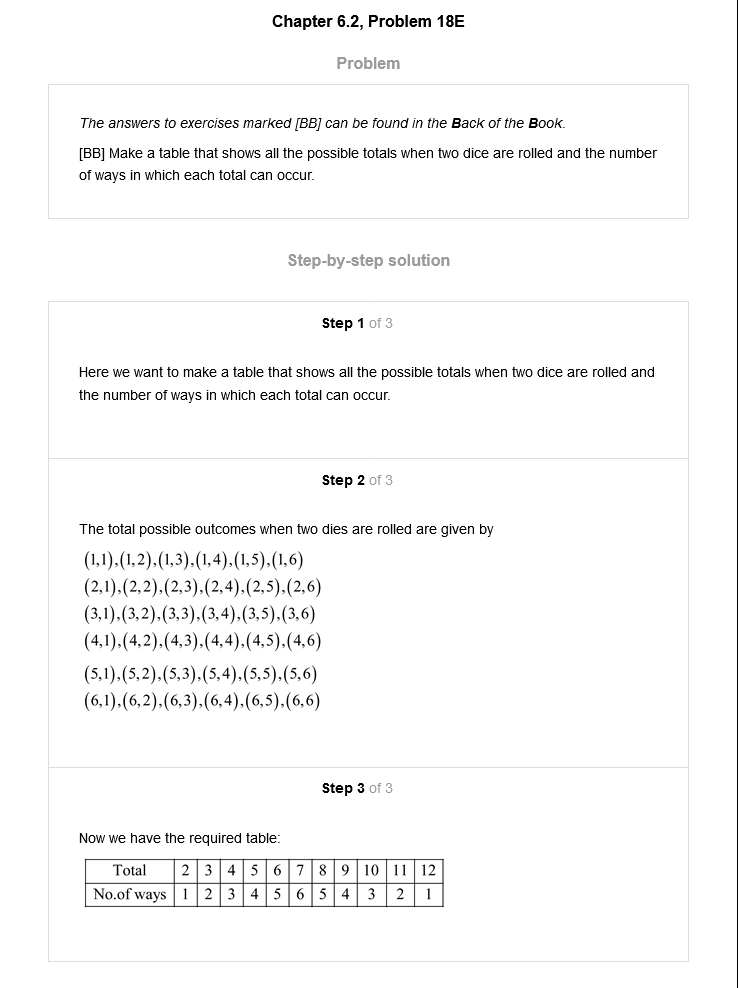 Chapter 6.2, Problem 18E
Problem
The answers to exercises marked [BB] can be found in the Back of the Book.
[BB] Make a table that shows all the possible totals when two dice are rolled and the number
of ways in which each total can occur.
Step-by-step solution
Step 1 of 3
Here we want to make a table that shows all the possible totals when two dice are rolled and
the number of ways in which each total can occur.
Step 2 of 3
The total possible outcomes when two dies are rolled are given by
(1,1),(1,2),(1,3),(1,4),(1,5),(1,6)
(2,1),(2,2),(2,3),(2,4),(2,5),(2,6)
(3,1),(3,2),(3,3),(3,4),(3,5),(3,6)
(4,1),(4,2),(4,3),(4,4),(4,5),(4,6)
(5,1),(5,2),(5,3),(5,4),(5,5),(5,6)
(6,1),(6,2),(6,3),(6,4),(6,5),(6,6)
Step 3 of 3
Now we have the required table:
Total 2 3 4 5 6 7 8 9 10 11 12
No.of ways 1 2 3 4 5 6 5 4 3 2 1